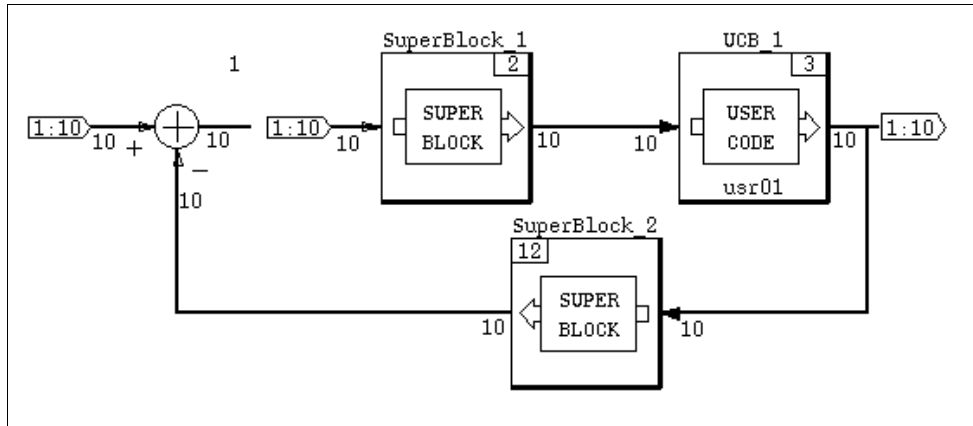 SuperBlock_1
UCB_1
1
2
3
1:10
10
+
10
1:10
10
SUPER
BLOCK
10
10
USER
CODE
10
1:10
usr01
−
10
SuperBlock_2
12
10
SUPER
BLOCK
10